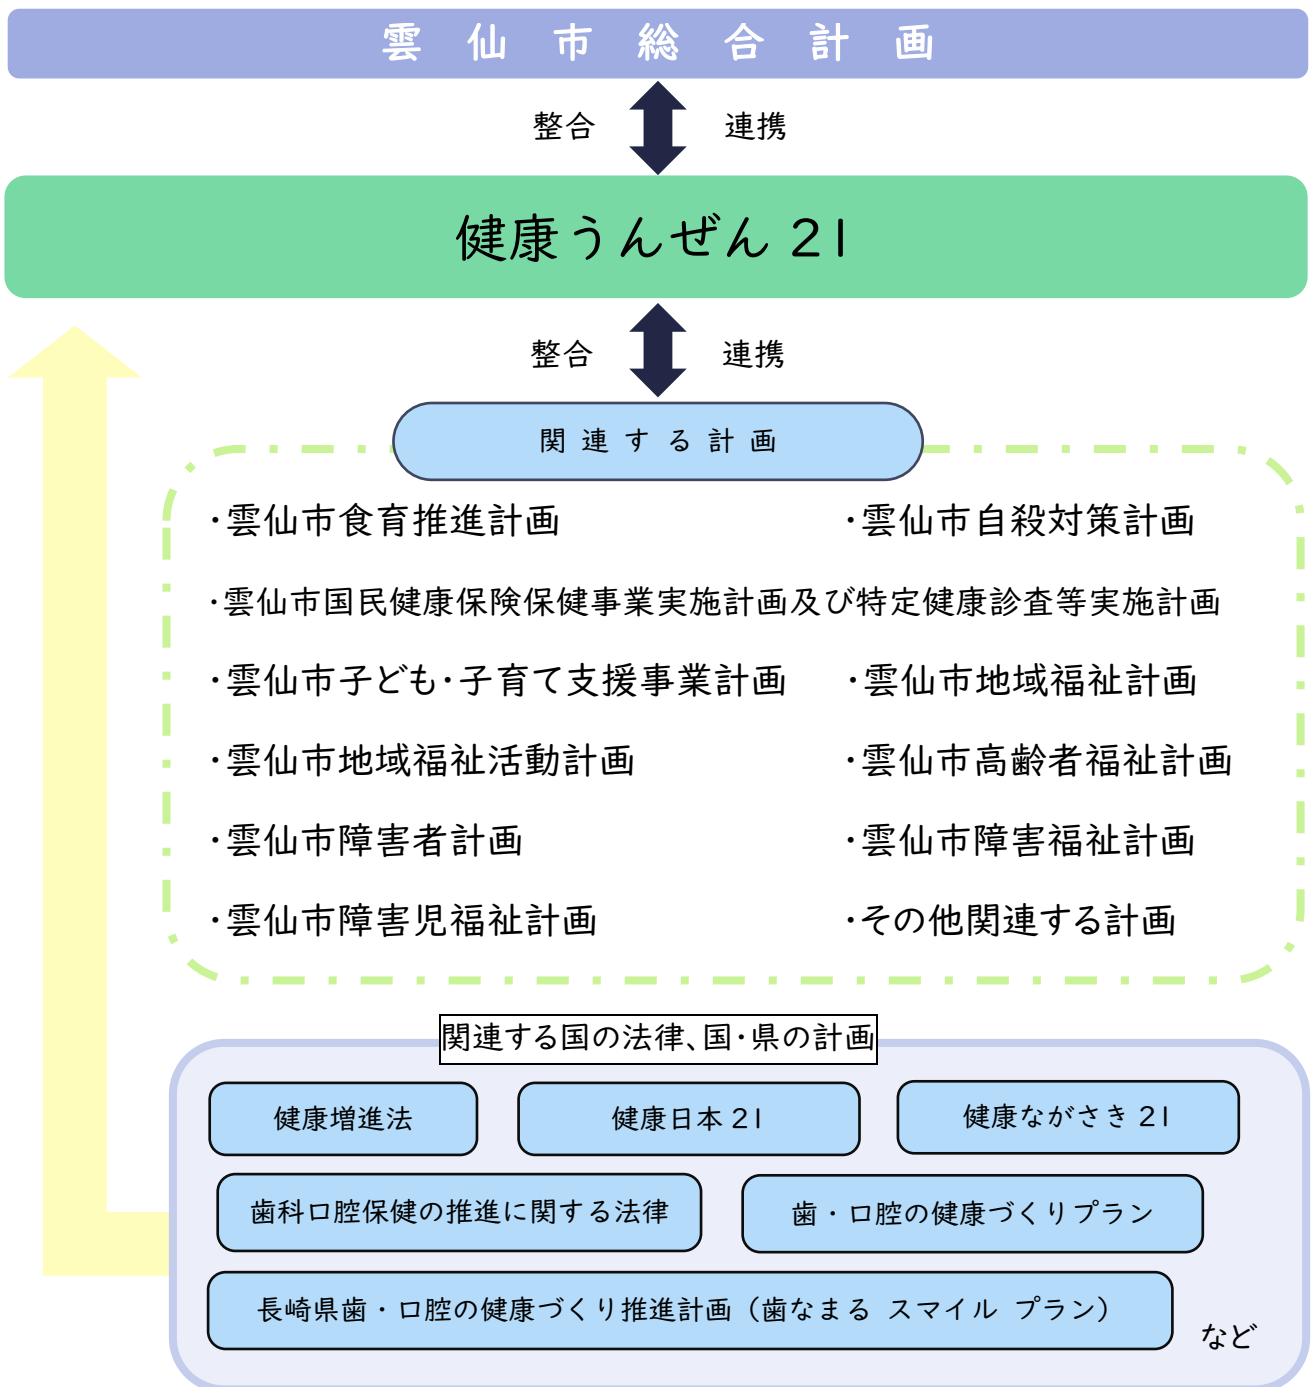 雲仙市総合計画
整合 連携
健康うんぜん21
整合 連携
関連する計画
・雲仙市食育推進計画 ・雲仙市自殺対策計画
・雲仙市国民健康保険保健事業実施計画及び特定健康診査等実施計画
・雲仙市子ども・子育て支援事業計画 ・雲仙市地域福祉計画
・雲仙市地域福祉活動計画 ・雲仙市高齢者福祉計画
・雲仙市障害者計画 ・雲仙市障害福祉計画
・雲仙市障害児福祉計画 ・その他関連する計画
関連する国の法律、国・県の計画
健康増進法 健康日本21 健康ながさき21
歯科口腔保健の推進に関する法律 歯・口腔の健康づくりプラン
長崎県歯・口腔の健康づくり推進計画（歯なまる スマイル プラン）
など